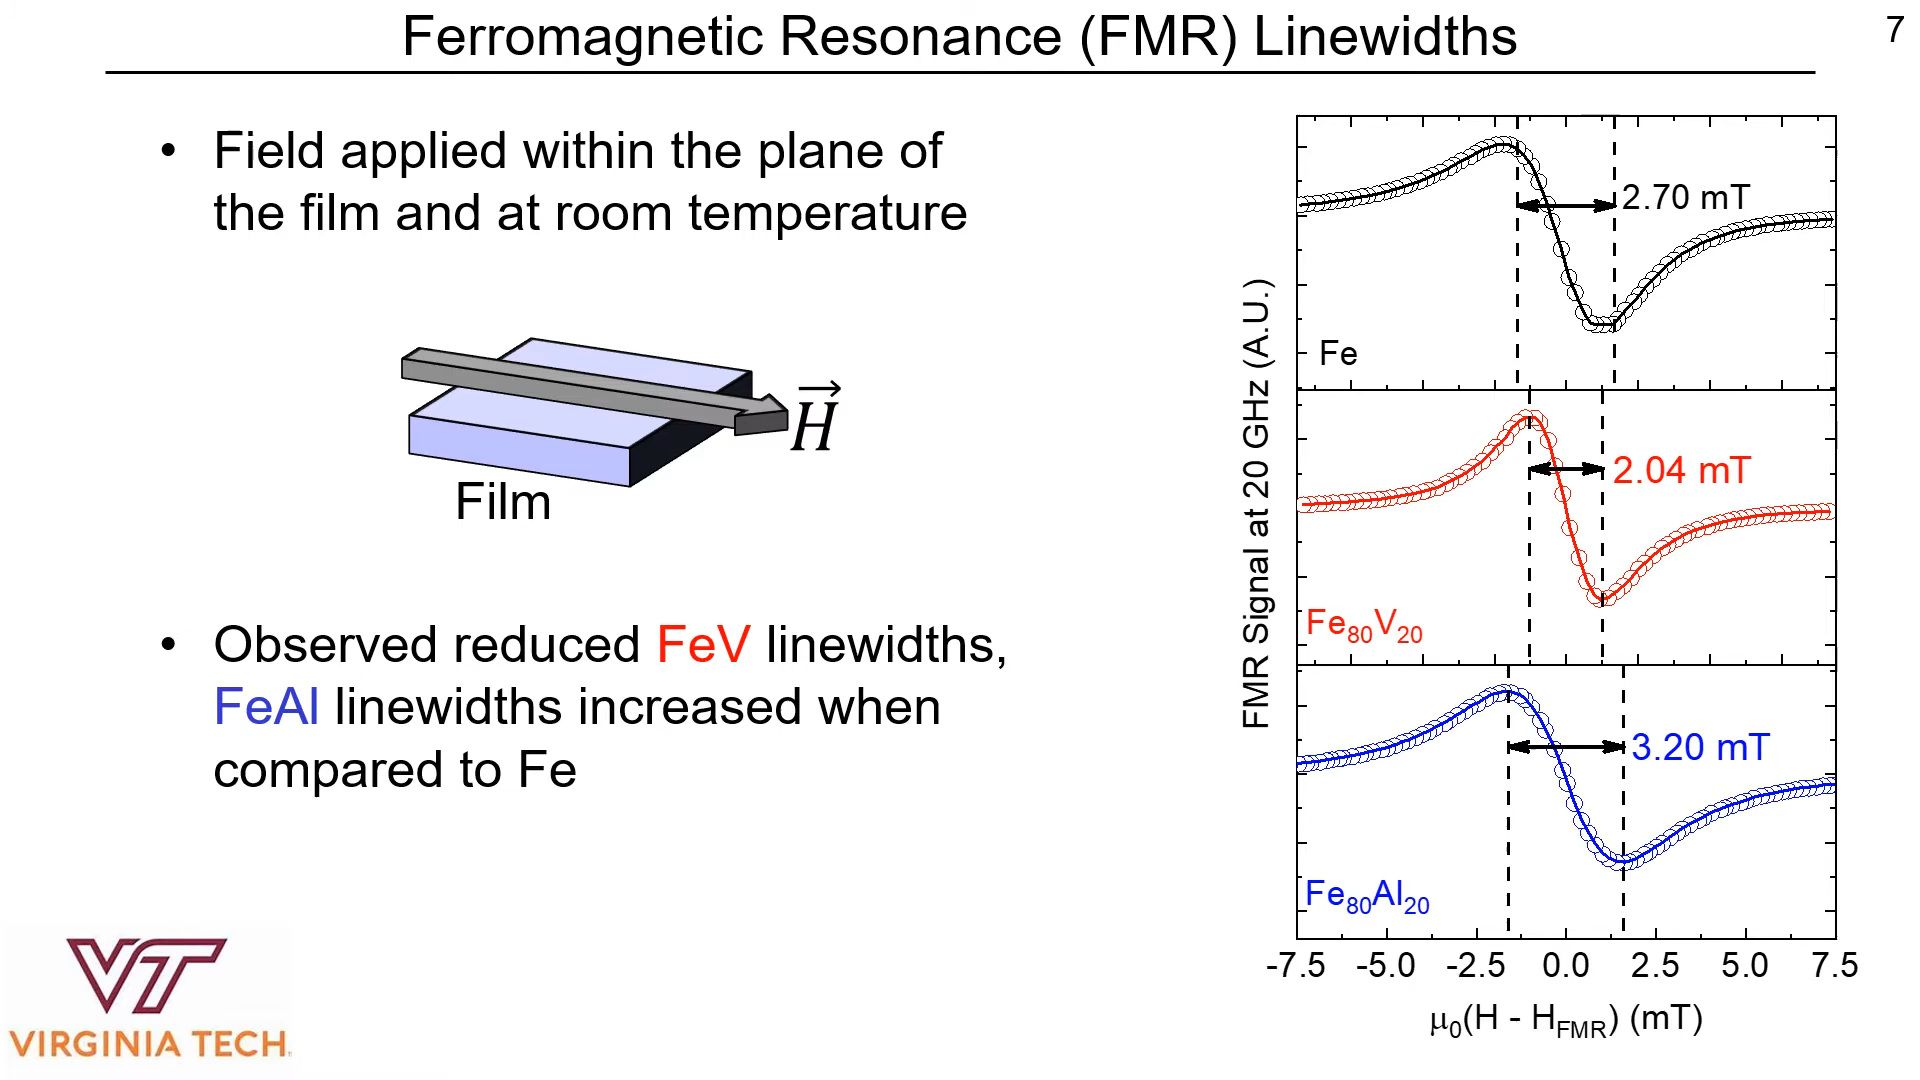 Ferromagnetic Resonance (FMR) Linewidths
7
• Field applied within the plane of
the film and at room temperature
H⃗
Film
• Observed reduced FeV linewidths,
FeAl linewidths increased when
compared to Fe
VT
VIRGINIA TECH.
FMR Signal at 20 GHz (A.U.)
2.70 mT
Fe
2.04 mT
Fe₈₀V₂₀
3.20 mT
Fe₈₀Al₂₀
-7.5 -5.0 -2.5 0.0 2.5 5.0 7.5
μ₀(H - H_FMR) (mT)